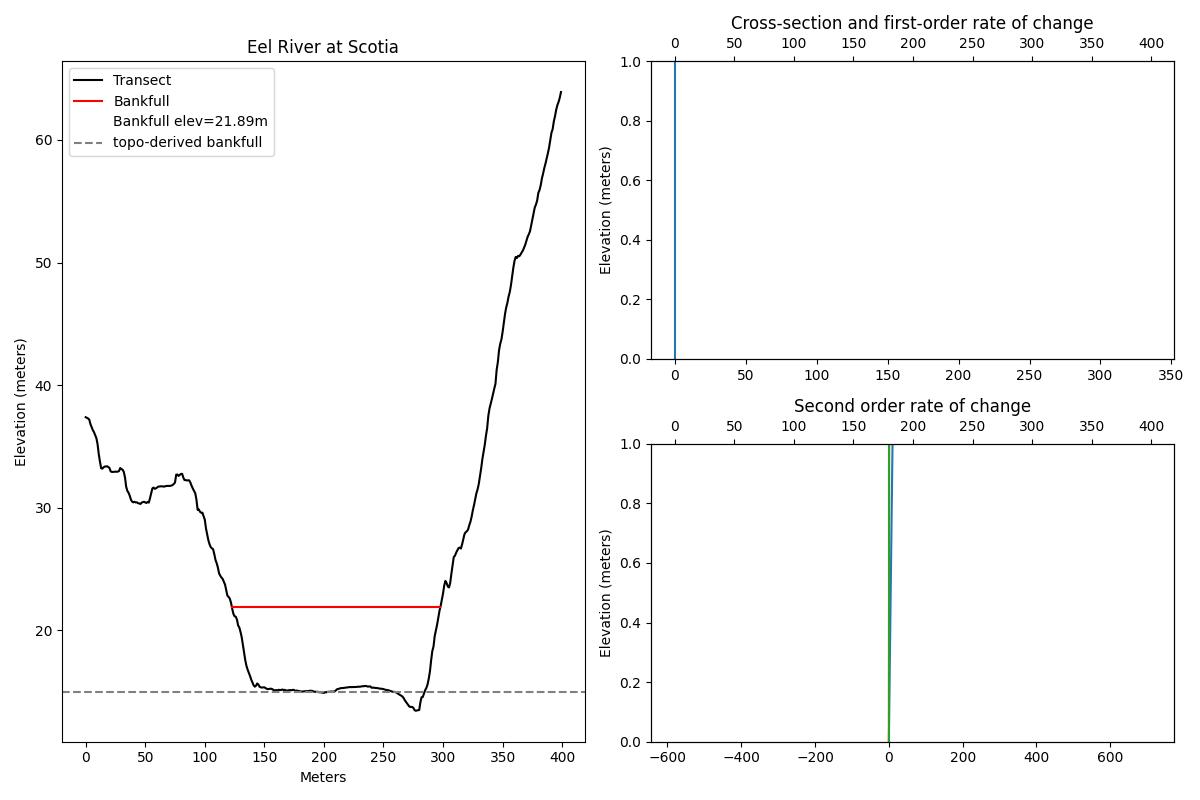 Eel River at Scotia
Transect
Bankfull
Bankfull elev=21.89m
topo-derived bankfull
Elevation (meters)
60
50
40
30
20
0 50 100 150 200 250 300 350 400
Meters
Cross-section and first-order rate of change
0 50 100 150 200 250 300 350 400
Elevation (meters)
1.0
0.8
0.6
0.4
0.2
0.0
0 50 100 150 200 250 300 350
Second order rate of change
0 50 100 150 200 250 300 350 400
Elevation (meters)
1.0
0.8
0.6
0.4
0.2
0.0
−600 −400 −200 0 200 400 600